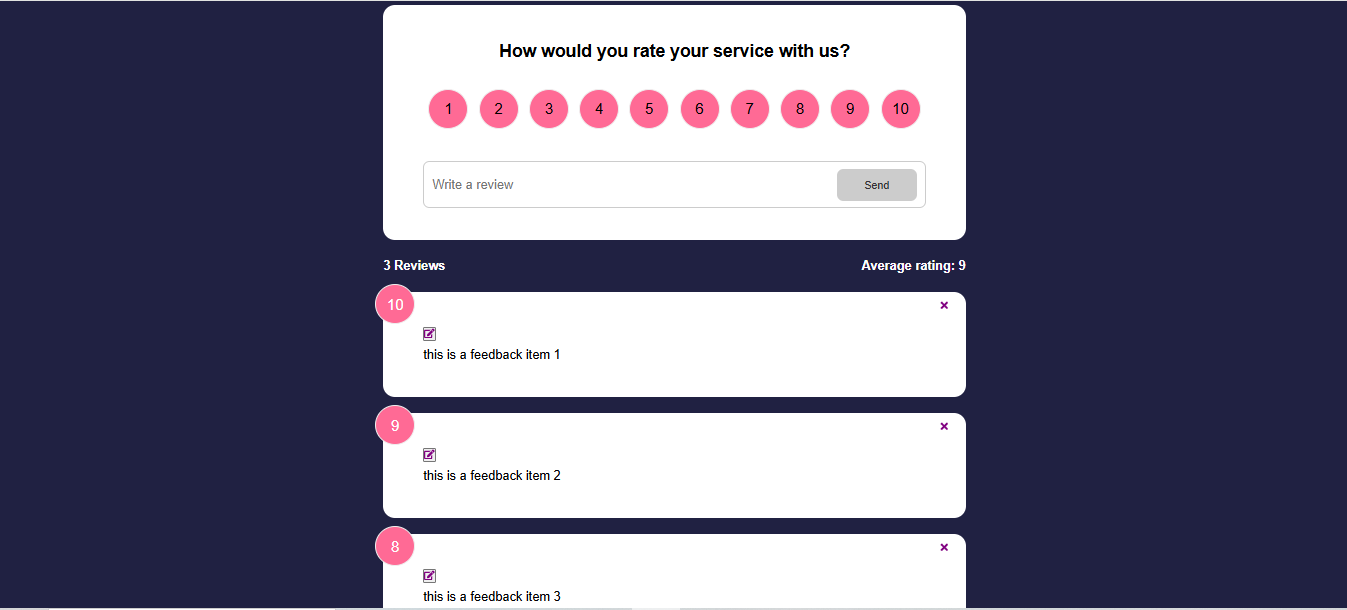 How would you rate your service with us?
1 2 3 4 5 6 7 8 9 10
Write a review Send
3 Reviews Average rating: 9
10
this is a feedback item 1
9
this is a feedback item 2
8
this is a feedback item 3